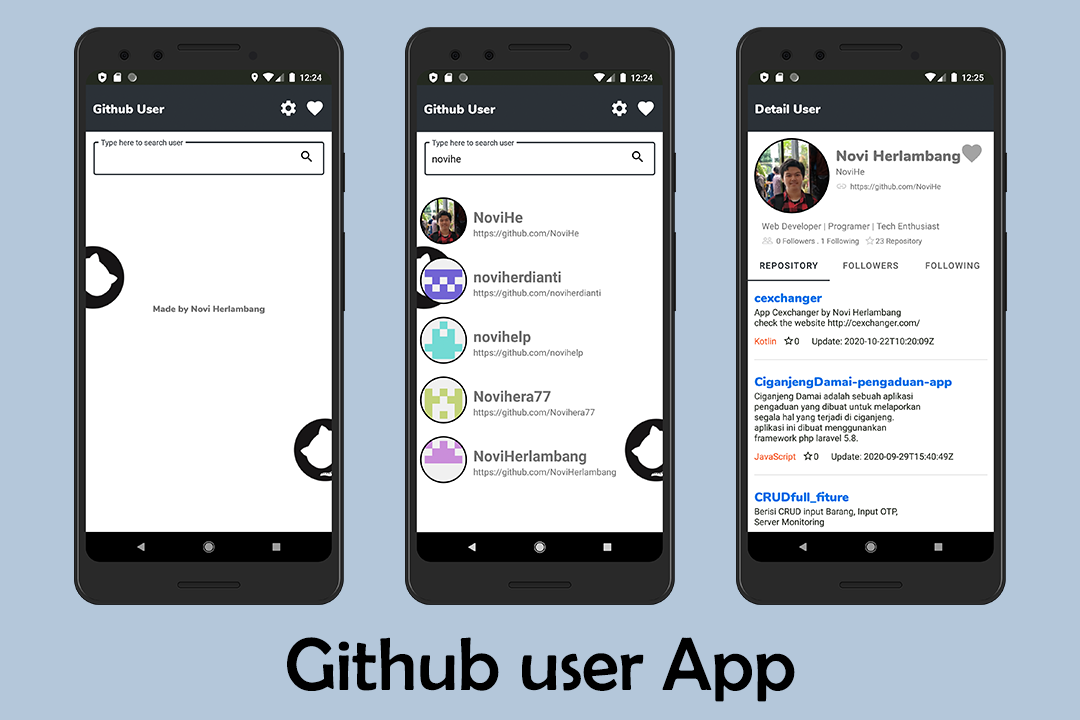 12:24
Github User
Type here to search user
Made by Novi Herlambang
12:24
Github User
Type here to search user
novihe
NoviHe
https://github.com/NoviHe
noviherdianti
https://github.com/noviherdianti
novihelp
https://github.com/novihelp
Novihera77
https://github.com/Novihera77
NoviHerlambang
https://github.com/NoviHerlambang
12:25
Detail User
Novi Herlambang
NoviHe
https://github.com/NoviHe
Web Developer | Programer | Tech Enthusiast
0 Followers . 1 Following 23 Repository
REPOSITORY FOLLOWERS FOLLOWING
cexchanger
App Cexchanger by Novi Herlambang
check the website http://cexchanger.com/
Kotlin 0 Update: 2020-10-22T10:20:09Z
CiganjengDamai-pengaduan-app
Ciganjeng Damai adalah sebuah aplikasi
pengaduan yang dibuat untuk melaporkan
segala hal yang terjadi di ciganjeng.
aplikasi ini dibuat menggunankan
framework php laravel 5.8.
JavaScript 0 Update: 2020-09-29T15:40:49Z
CRUDfull_fiture
Berisi CRUD input Barang, Input OTP,
Server Monitoring
Github user App